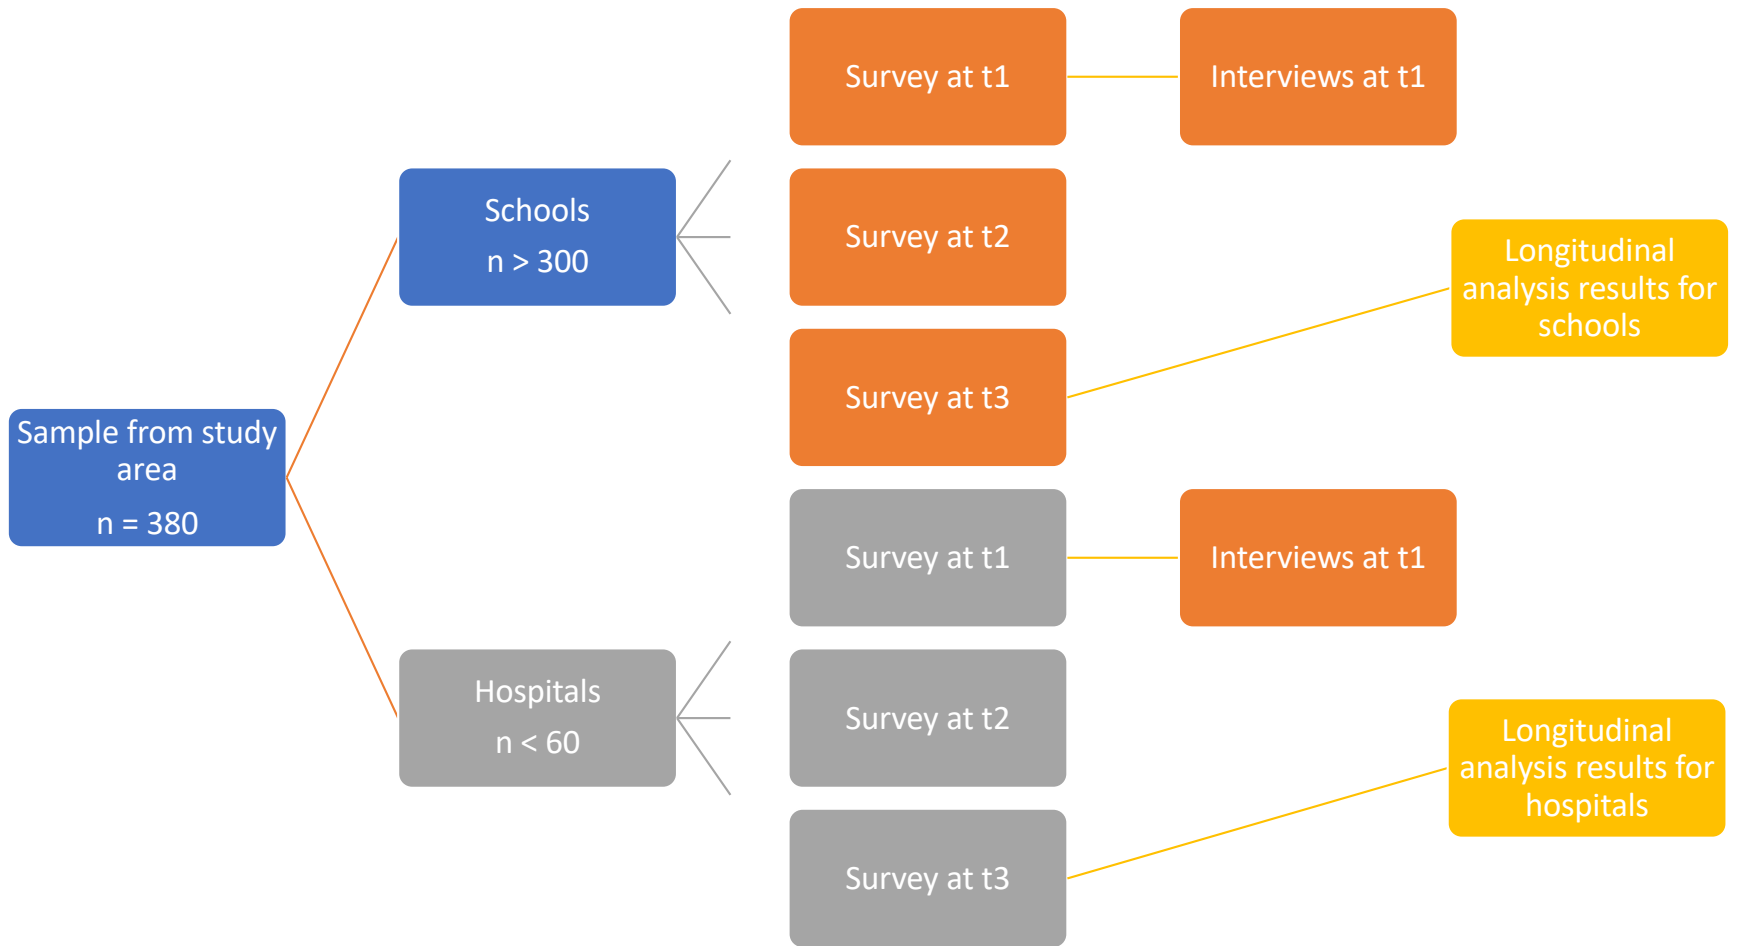 Sample from study
area
n = 380
Schools
n > 300
Survey at t1
Interviews at t1
Survey at t2
Survey at t3
Longitudinal
analysis results for
schools
Hospitals
n < 60
Survey at t1
Interviews at t1
Survey at t2
Survey at t3
Longitudinal
analysis results for
hospitals